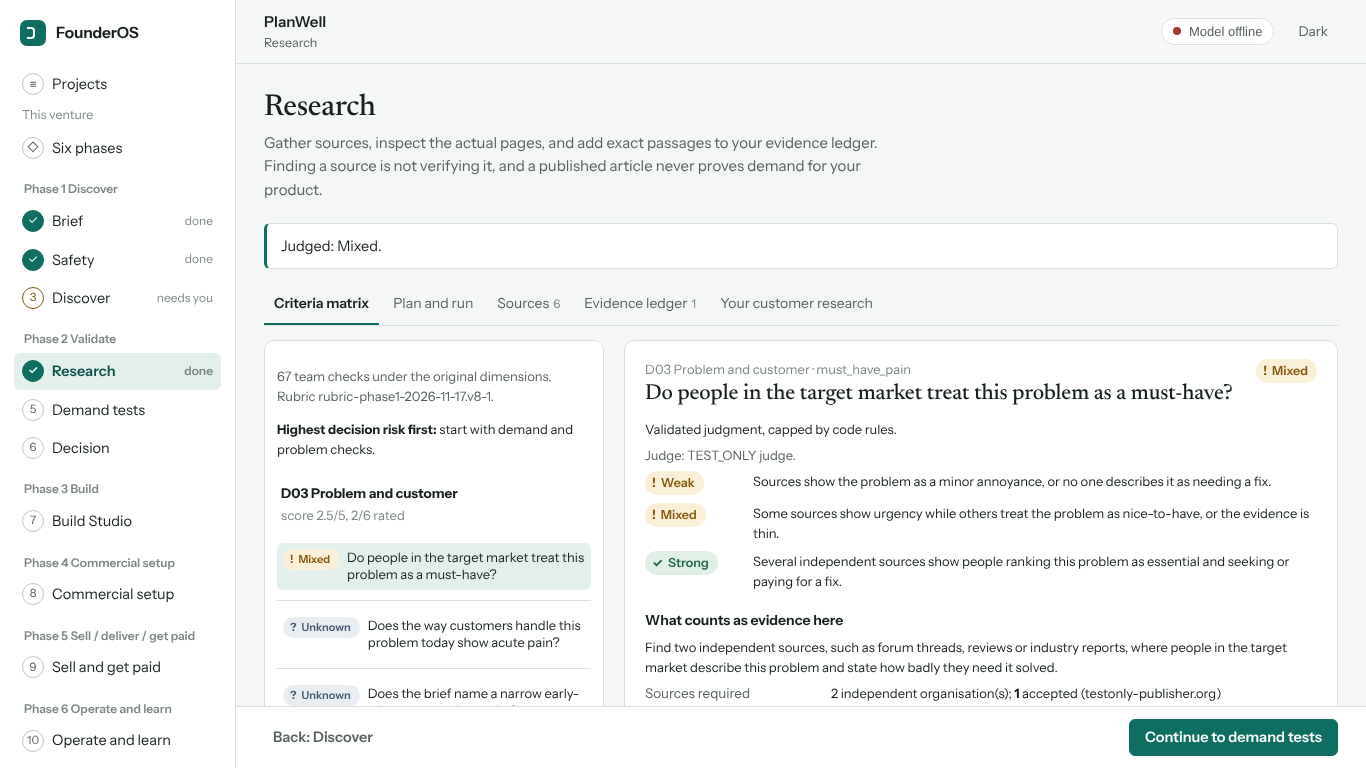 FounderOS
Projects
This venture
Six phases
Phase 1 Discover
Brief done
Safety done
3 Discover needs you
Phase 2 Validate
Research done
5 Demand tests
6 Decision
Phase 3 Build
7 Build Studio
Phase 4 Commercial setup
8 Commercial setup
Phase 5 Sell / deliver / get paid
9 Sell and get paid
Phase 6 Operate and learn
10 Operate and learn
PlanWell
Research
Model offline
Dark
Research
Gather sources, inspect the actual pages, and add exact passages to your evidence ledger.
Finding a source is not verifying it, and a published article never proves demand for your
product.
Judged: Mixed.
Criteria matrix Plan and run Sources 6 Evidence ledger 1 Your customer research
67 team checks under the original dimensions.
Rubric rubric-phase1-2026-11-17.v8-1.
Highest decision risk first: start with demand and
problem checks.
D03 Problem and customer
score 2.5/5, 2/6 rated
! Mixed Do people in the target market treat this
problem as a must-have?
? Unknown Does the way customers handle this
problem today show acute pain?
? Unknown Does the brief name a narrow early-
D03 Problem and customer · must_have_pain
! Mixed
Do people in the target market treat this problem as a must-have?
Validated judgment, capped by code rules.
Judge: TEST_ONLY judge.
! Weak Sources show the problem as a minor annoyance, or no one describes it as needing a fix.
! Mixed Some sources show urgency while others treat the problem as nice-to-have, or the evidence is
thin.
✓ Strong Several independent sources show people ranking this problem as essential and seeking or
paying for a fix.
What counts as evidence here
Find two independent sources, such as forum threads, reviews or industry reports, where people in the target
market describe this problem and state how badly they need it solved.
Sources required 2 independent organisation(s); 1 accepted (testonly-publisher.org)
Back: Discover
Continue to demand tests